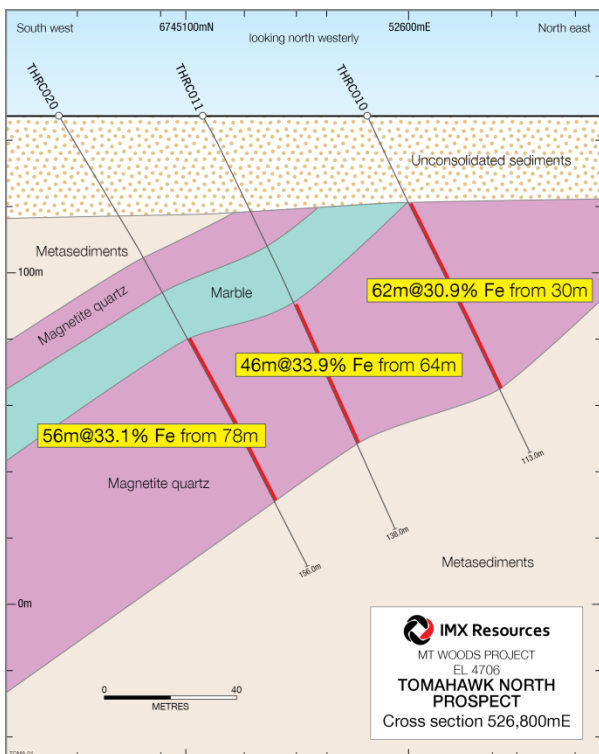 South west
6745100mN
looking north westerly
52600mE
North east
THRC020
THRC011
THRC010
Unconsolidated sediments
Metasediments
100m
Magnetite quartz
Marble
62m@30.9% Fe from 30m
46m@33.9% Fe from 64m
56m@33.1% Fe from 78m
113.0m
Magnetite quartz
138.0m
156.0m
Metasediments
0m
IMX Resources
MT WOODS PROJECT
EL 4706
TOMAHAWK NORTH
PROSPECT
Cross section 526,800mE
0
40
METRES